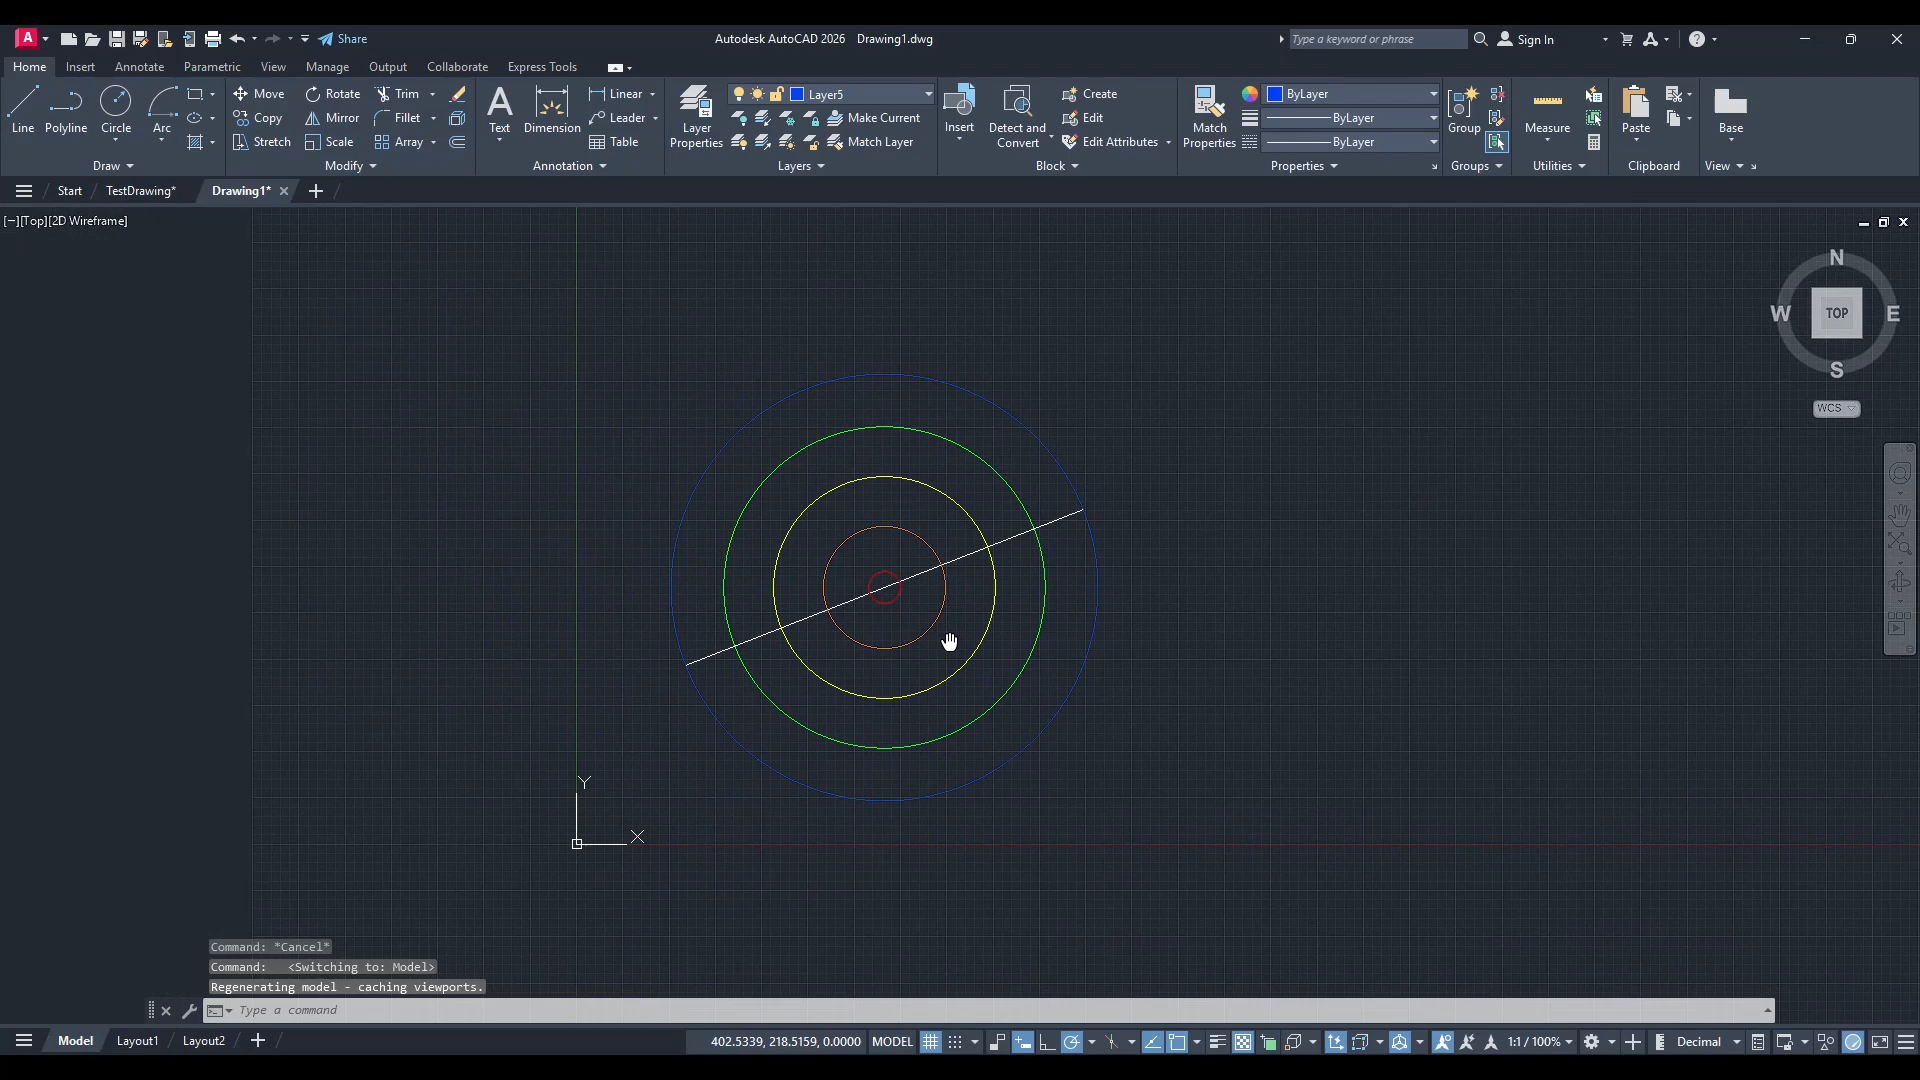 A Share Autodesk AutoCAD 2026 Drawing1.dwg Type a keyword or phrase Sign In ?
Home Insert Annotate Parametric View Manage Output Collaborate Express Tools
Line Polyline Circle Arc
Draw
Move Rotate Trim
Copy Mirror Fillet
Stretch Scale Array
Modify
A Text Dimension
Linear
Leader
Table
Annotation
Layer Properties
Layer5
Make Current
Match Layer
Layers
Insert Detect and Convert
Create
Edit
Edit Attributes
Block
Match Properties
ByLayer
ByLayer
ByLayer
Properties
Group
Groups
Measure
Utilities
Paste
Clipboard
Base
View
Start TestDrawing* Drawing1*
[−][Top][2D Wireframe]
N
W TOP E
S
WCS
Y
X
Command: *Cancel*
Command: <Switching to: Model>
Regenerating model - caching viewports.
Type a command
Model Layout1 Layout2 402.5339, 218.5159, 0.0000 MODEL 1:1 / 100% Decimal